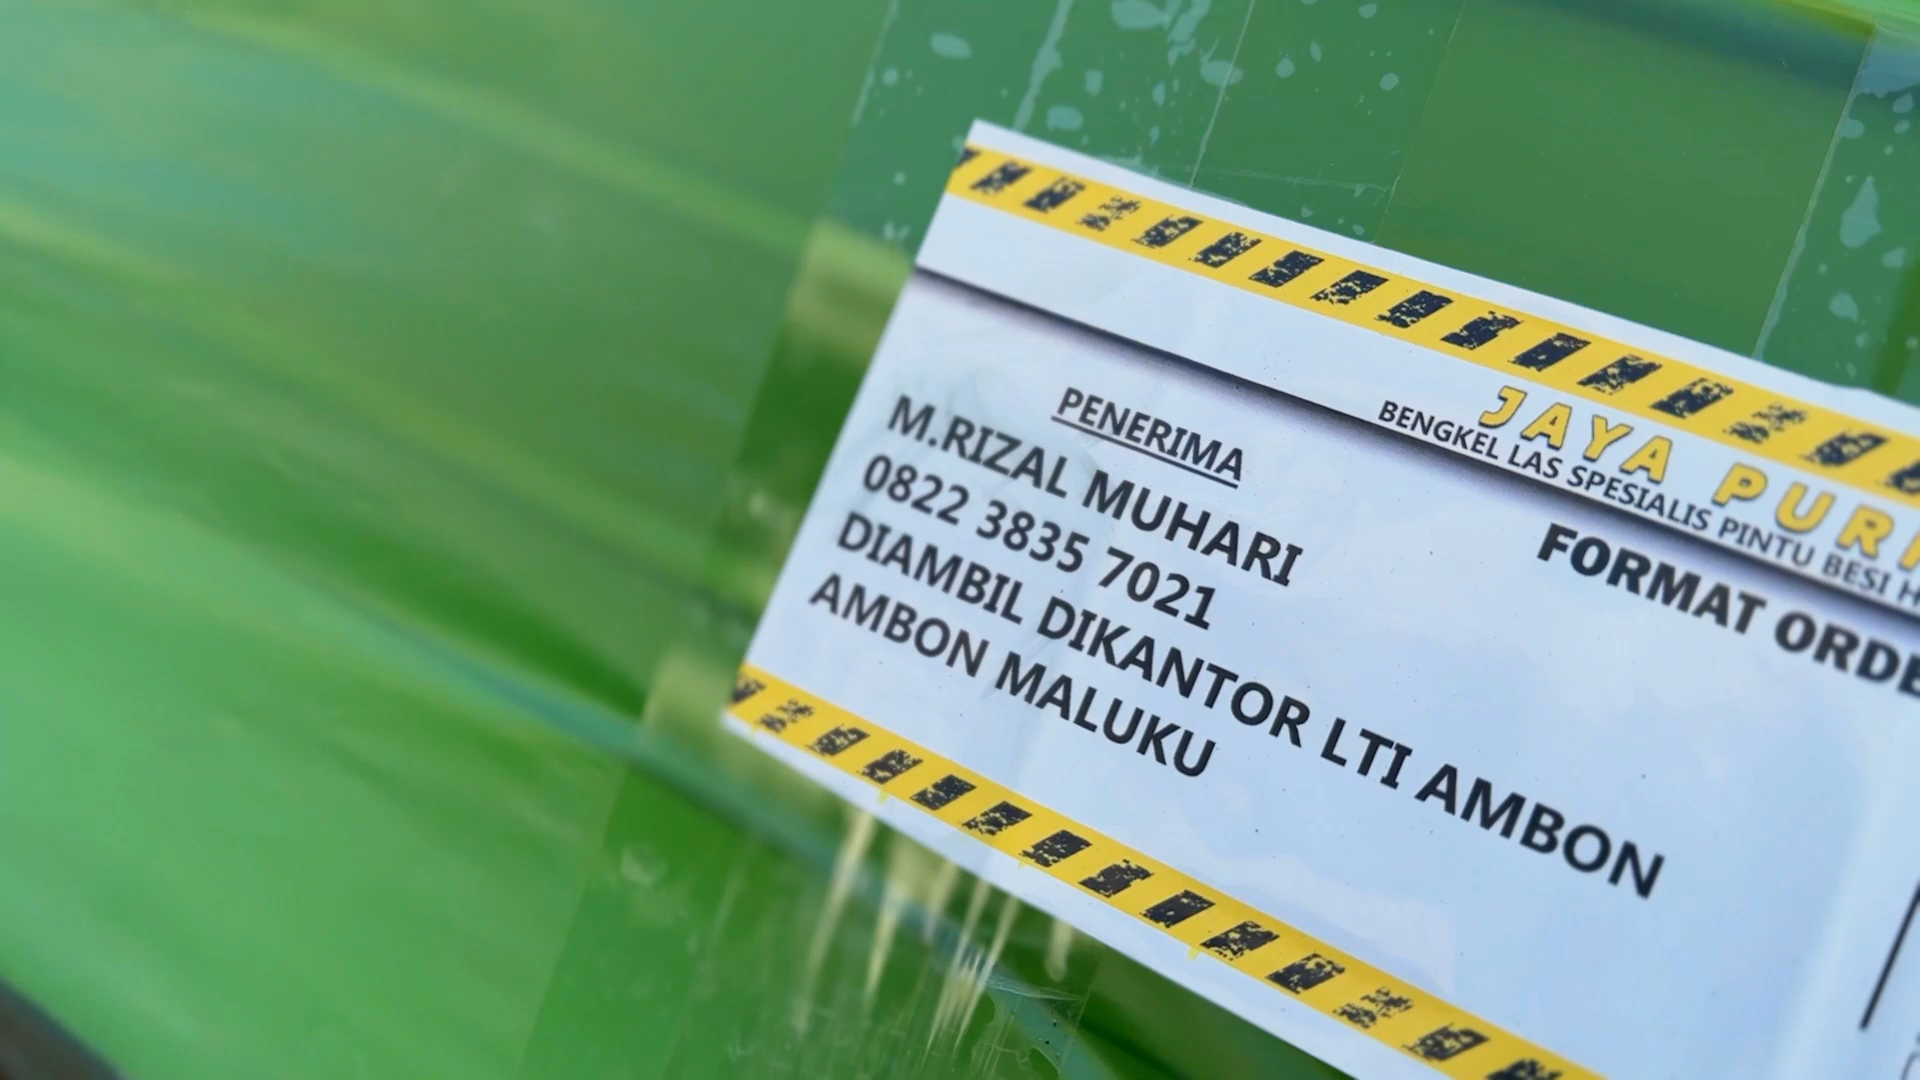 JAYA
BENGKEL LAS SPESIALIS PINTU BESI
FORMAT
PENERIMA
M.RIZAL MUHARI
0822 3835 7021
DIAMBIL DIKANTOR LTI AMBON
AMBON MALUKU